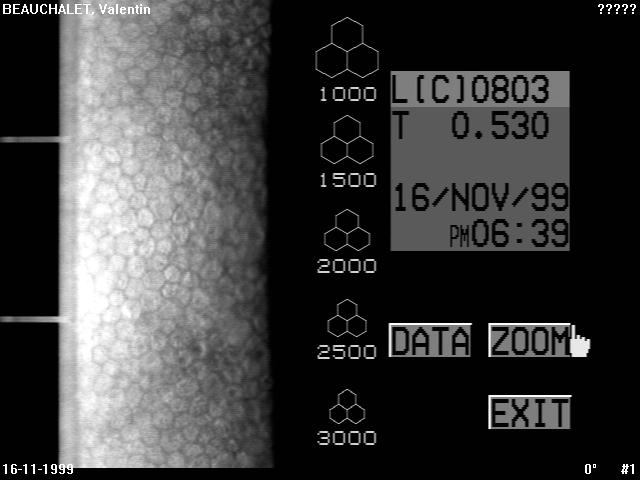 BEAUCHALET, Valentin
?????
1000
1500
2000
2500
3000
L[C]0803
T 0.530
16/NOV/99
PM06:39
DATA
ZOOM
EXIT
16-11-1999
0°
#1